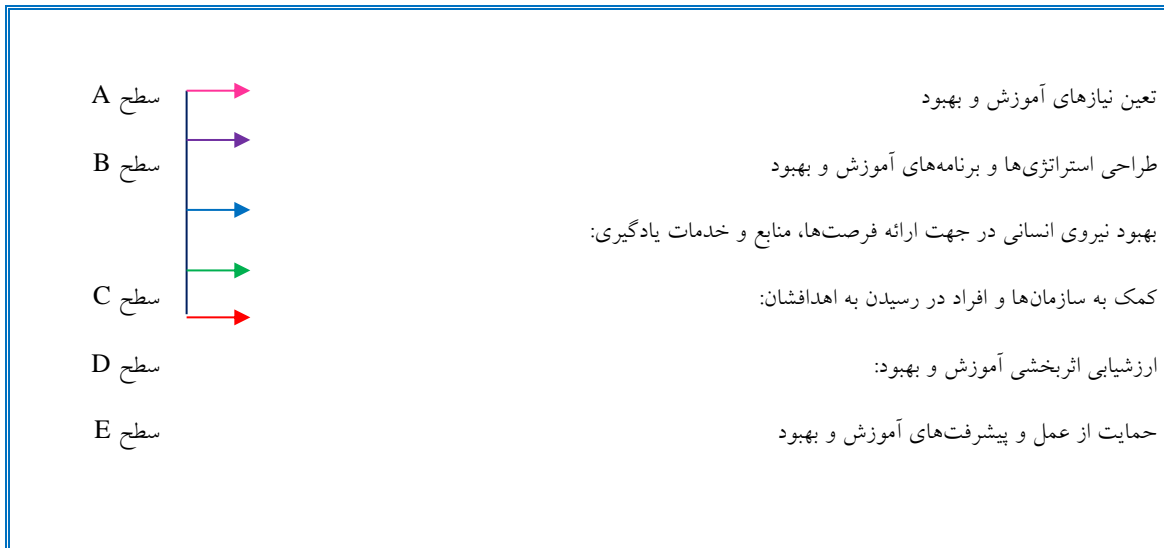 تعین نیازهای آموزش و بهبود سطح A
طراحی استراتژی‌ها و برنامه‌های آموزش و بهبود سطح B
بهبود نیروی انسانی در جهت ارائه فرصت‌ها، منابع و خدمات یادگیری:
کمک به سازمان‌ها و افراد در رسیدن به اهدافشان: سطح C
ارزشیابی اثربخشی آموزش و بهبود: سطح D
حمایت از عمل و پیشرفت‌های آموزش و بهبود سطح E